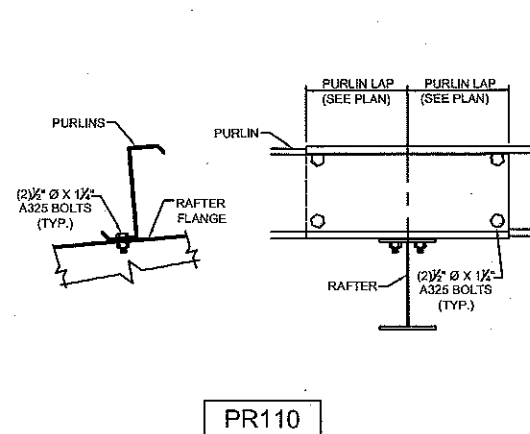 PURLIN LAP
(SEE PLAN)
PURLIN LAP
(SEE PLAN)
PURLINS
PURLIN
(2)½" Ø X 1¼"
A325 BOLTS
(TYP.)
RAFTER
FLANGE
RAFTER
(2)½" Ø X 1¼"
A325 BOLTS
(TYP.)
PR110